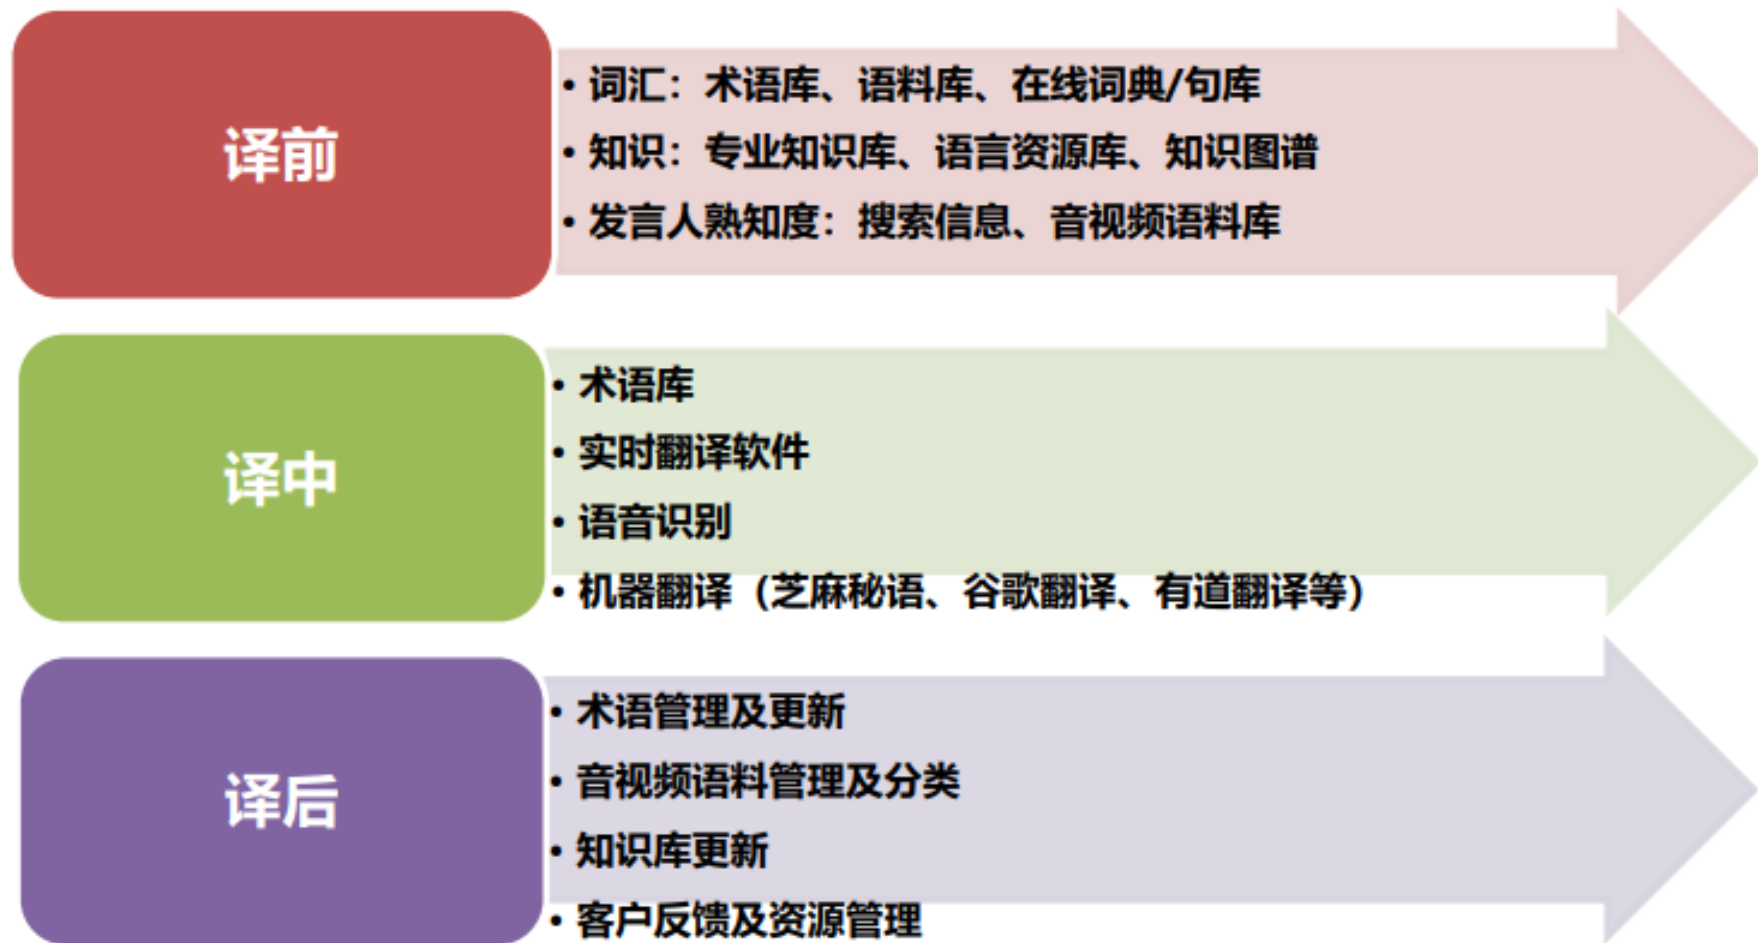 译前
• 词�：术语库、语料库、在线词典/句库
• 知识：专业知识库、语言资源库、知识图谱
• 发言人熟知度：搜索信息、音视频语料库
译中
• 术语库
• 实时翻译软件
• 语音识别
• 机器翻译（芝麻秘语、谷歌翻译、有道翻译等）
译后
• 术语管理及更新
• 音视频语料管理及分类
• 知识库更新
• 客户反馈及资源管理